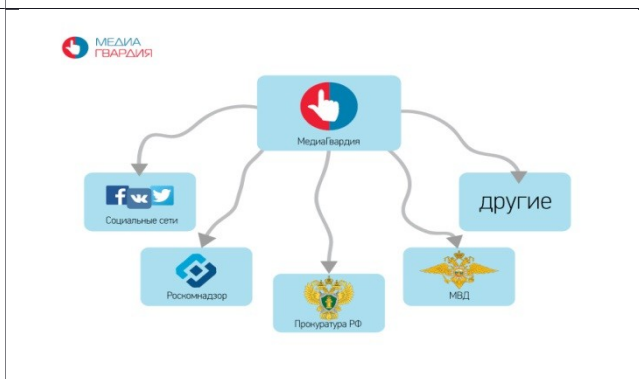 МЕДИА
ГВАРДИЯ
МедиаГвардия
Социальные сети
другие
Роскомнадзор
МВД
Прокуратура РФ